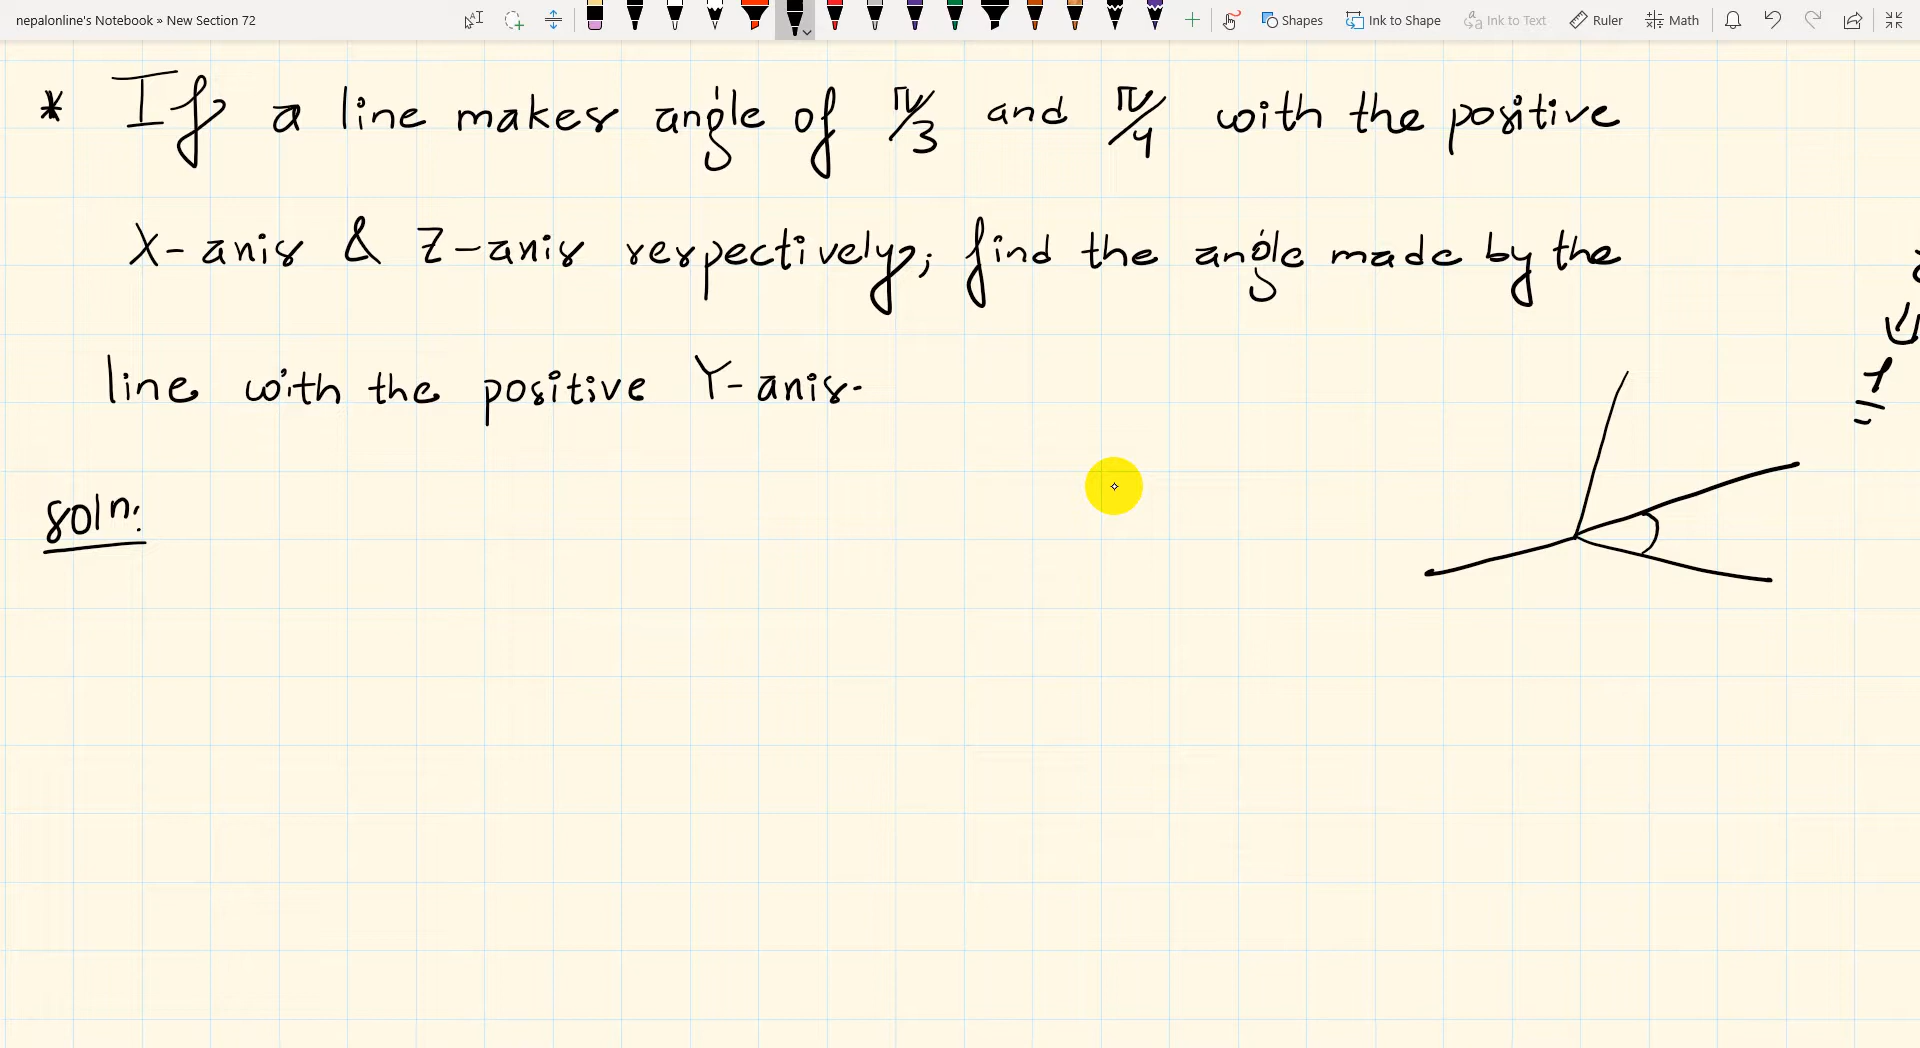 nepalonline's Notebook » New Section 72
Shapes Ink to Shape Ink to Text Ruler Math
* If a line makes angle of π/3 and π/4 with the positive
X-axis & Z-axis respectively; find the angle made by the
line with the positive Y-axis.
soln: